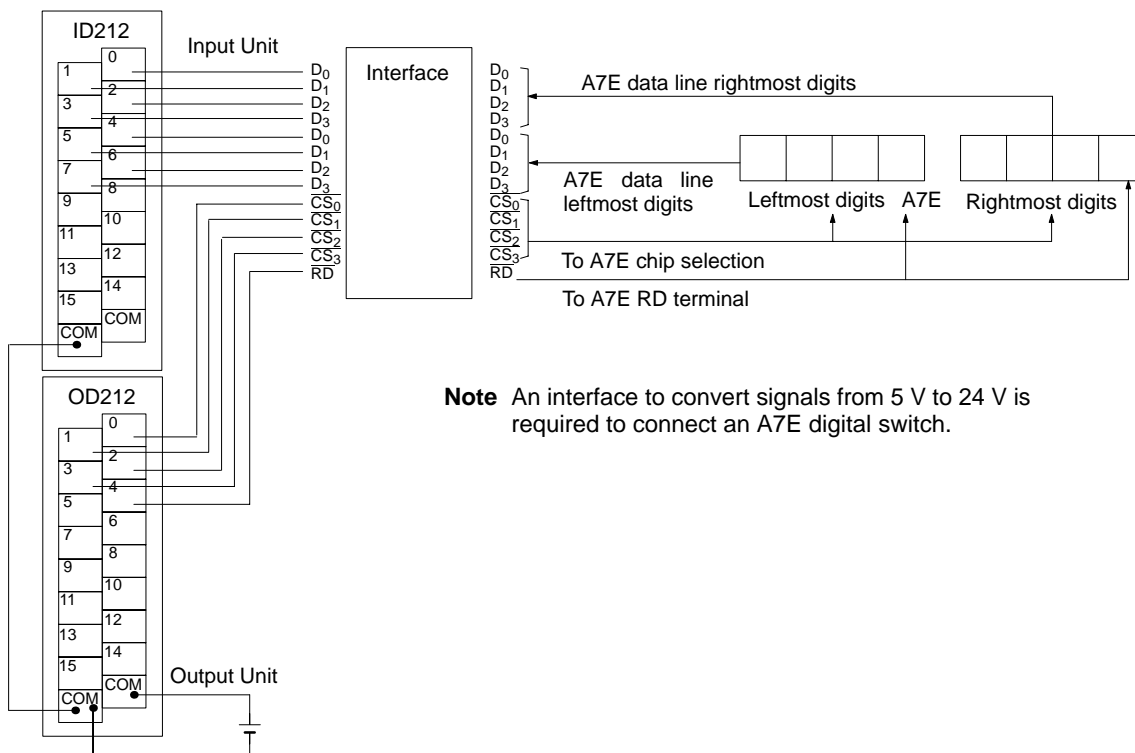 ID212
Input Unit
0
1
2
3
4
5
6
7
8
9
10
11
12
13
14
15
COM
COM
D0
D1
D2
D3
D0
D1
D2
D3
CS0
CS1
CS2
CS3
RD
Interface
D0
D1
D2
D3
D0
D1
D2
D3
CS0
CS1
CS2
CS3
RD
A7E data line rightmost digits
A7E data line
leftmost digits
Leftmost digits A7E Rightmost digits
To A7E chip selection
To A7E RD terminal
Note An interface to convert signals from 5 V to 24 V is
required to connect an A7E digital switch.
OD212
0
1
2
3
4
5
6
7
8
9
10
11
12
13
14
15
COM
COM
Output Unit